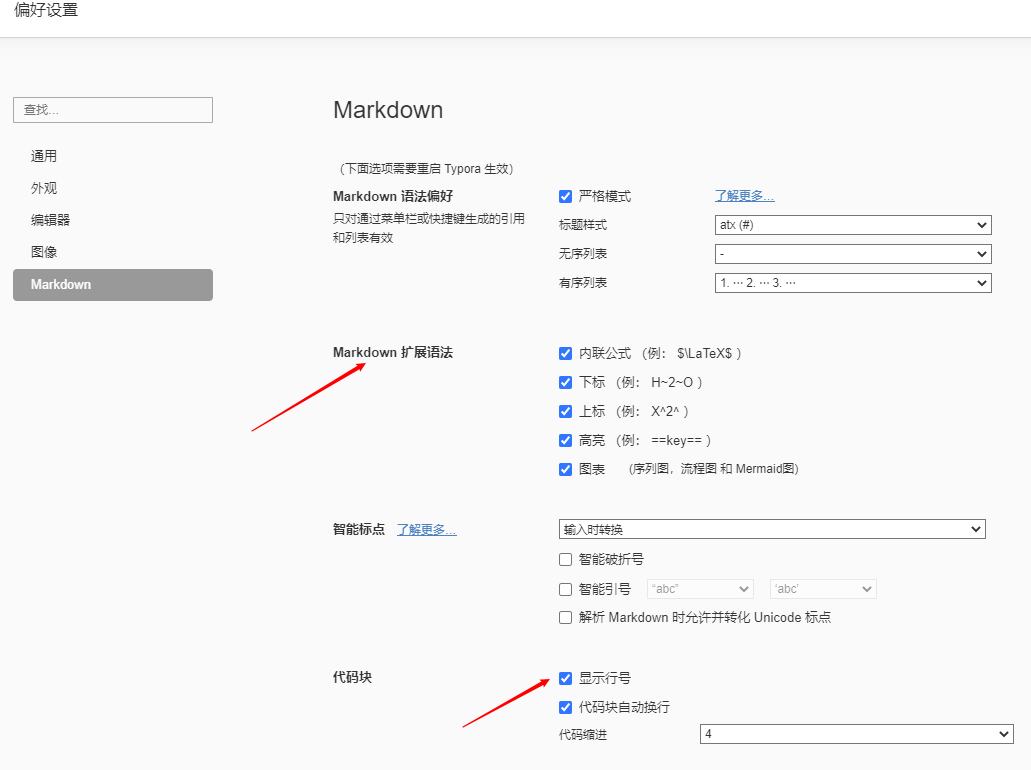 偏好设置
查找...
通用
外观
编辑器
图像
Markdown
Markdown
（下面选项需要重启 Typora 生效）
Markdown 语法偏好
只对通过菜单栏或快捷键生成的引用
和列表有效
严格模式
了解更多...
标题样式
atx (#)
无序列表
-
有序列表
1. ··· 2. ··· 3. ···
Markdown 扩展语法
内联公式 （例： $\LaTeX$ ）
下标 （例： H~2~O ）
上标 （例： X^2^ ）
高亮 （例： ==key== ）
图表 (序列图，流程图 和 Mermaid图)
智能标点
了解更多...
输入时转换
智能破折号
智能引号
“abc”
‘abc’
解析 Markdown 时允许并转化 Unicode 标点
代码块
显示行号
代码块自动换行
代码缩进
4